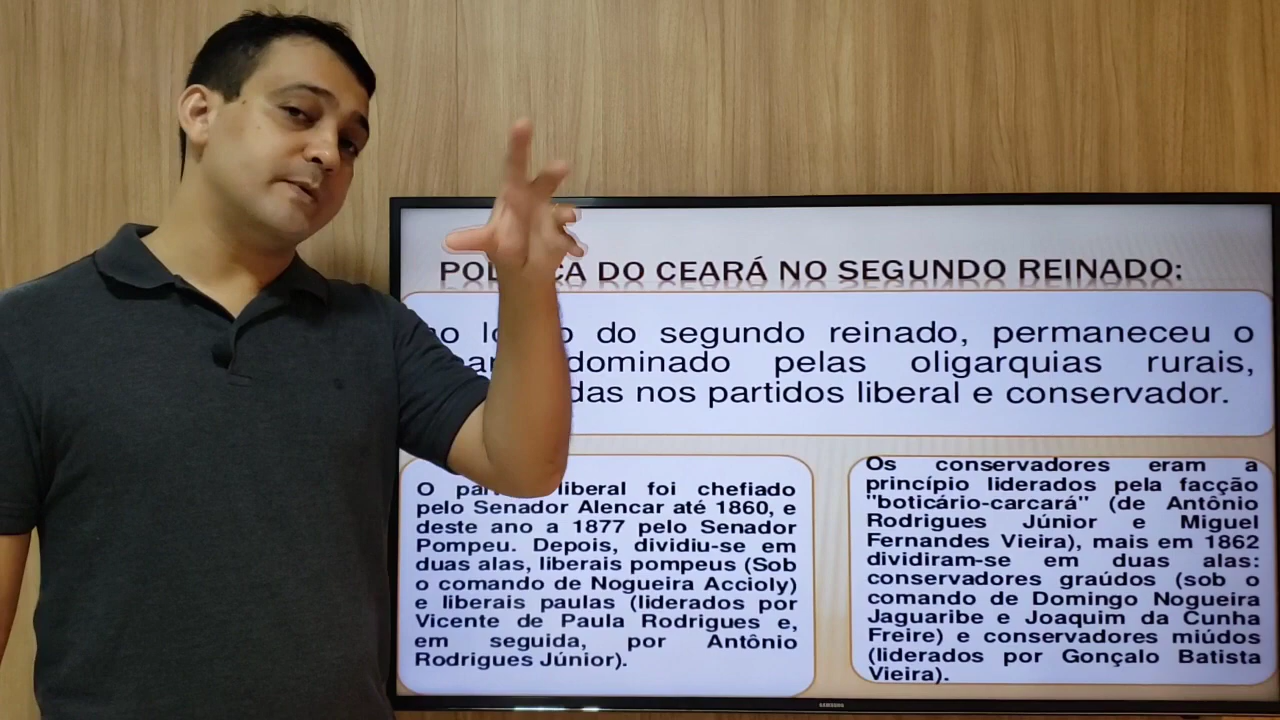 DO CEARÁ NO SEGUNDO REINADO:
do segundo reinado, permaneceu o
dominado pelas oligarquias rurais,
nos partidos liberal e conservador.
O liberal foi chefiado
pelo Senador Alencar até 1860, e
deste ano a 1877 pelo Senador
Pompeu. Depois, dividiu-se em
duas alas, liberais pompeus (Sob
o comando de Nogueira Accioly)
e liberais paulas (liderados por
Vicente de Paula Rodrigues e,
em seguida, por Antônio
Rodrigues Júnior).
Os conservadores eram a
princípio liderados pela facção
"boticário-carcará" (de Antônio
Rodrigues Júnior e Miguel
Fernandes Vieira), mais em 1862
dividiram-se em duas alas:
conservadores graúdos (sob o
comando de Domingo Nogueira
Jaguaribe e Joaquim da Cunha
Freire) e conservadores miúdos
(liderados por Gonçalo Batista
Vieira).
SAMSUNG